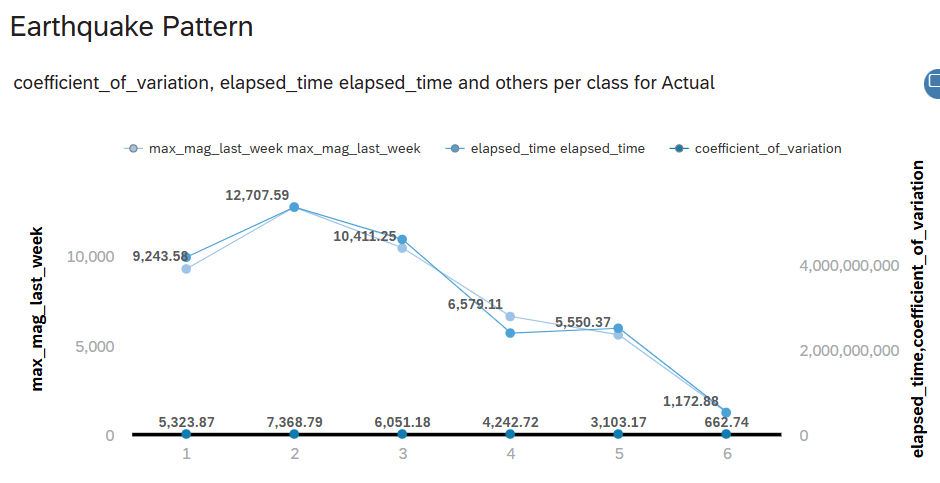 Earthquake Pattern
coefficient_of_variation, elapsed_time elapsed_time and others per class for Actual
max_mag_last_week max_mag_last_week elapsed_time elapsed_time coefficient_of_variation
max_mag_last_week
10,000
5,000
0
12,707.59
9,243.58
10,411.25
6,579.11
5,550.37
1,172.88
5,323.87 7,368.79 6,051.18 4,242.72 3,103.17 662.74
1 2 3 4 5 6
4,000,000,000
2,000,000,000
0
elapsed_time,coefficient_of_variation